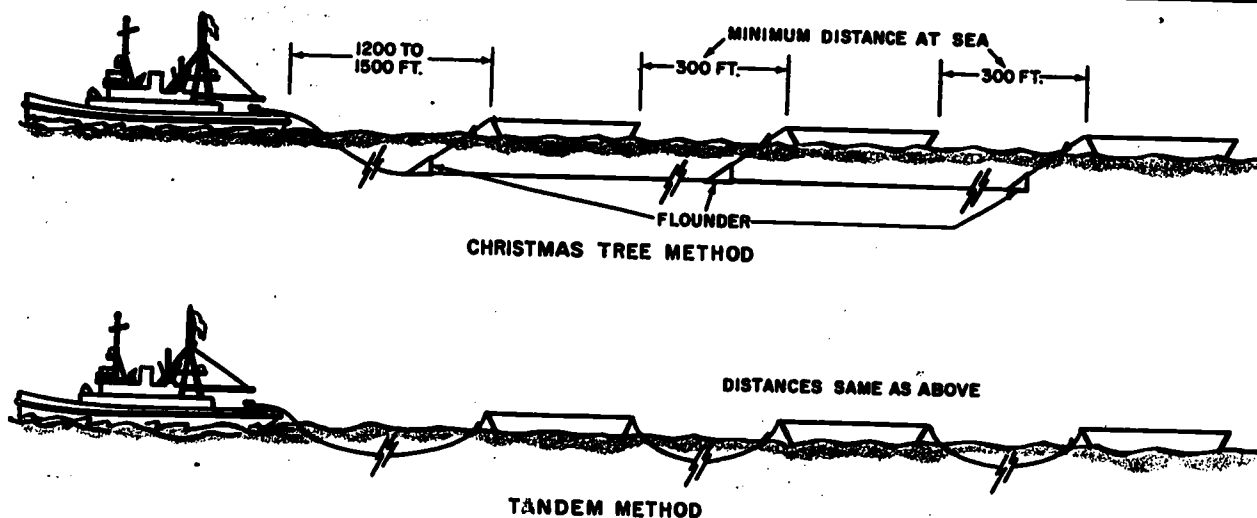 1200 TO
1500 FT.
MINIMUM DISTANCE AT SEA
300 FT.
300 FT.
FLOUNDER
CHRISTMAS TREE METHOD
DISTANCES SAME AS ABOVE
TANDEM METHOD